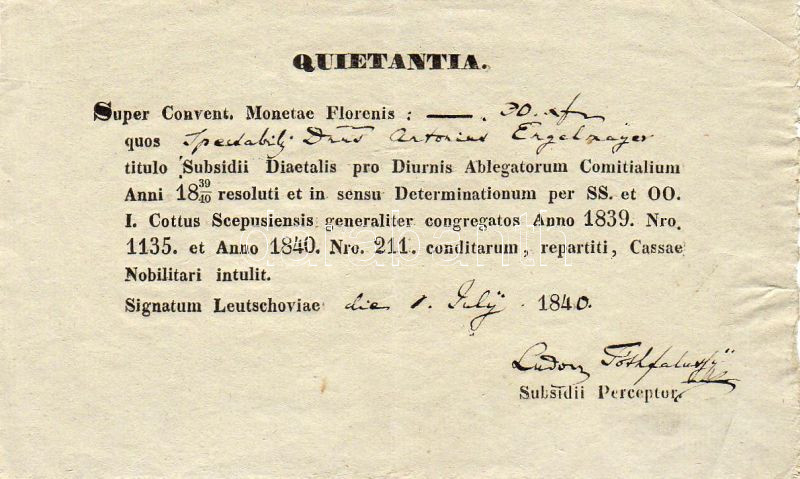 QUIETANTIA.
Super Convent. Monetae Florenis : — . 30. xfr
quos Spectabilis Dnus Antonius Engelmayer
titulo Subsidii Diaetalis pro Diurnis Ablegatorum Comitialium
Anni 18 39/40 resoluti et in sensu Determinationum per SS. et OO.
I. Cottus Scepusiensis generaliter congregatos Anno 1839. Nro.
1135. et Anno 1840. Nro. 211. conditarum, repartiti, Cassae
Nobilitari intulit.
Signatum Leutschoviae die 1. Julij 1840.
Ludov Tóthfalussÿ
Subsidii Perceptor.